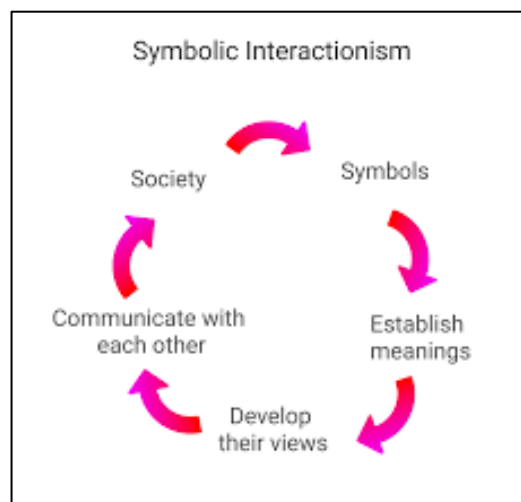 Symbolic Interactionism
Society
Symbols
Establish
meanings
Develop
their views
Communicate with
each other